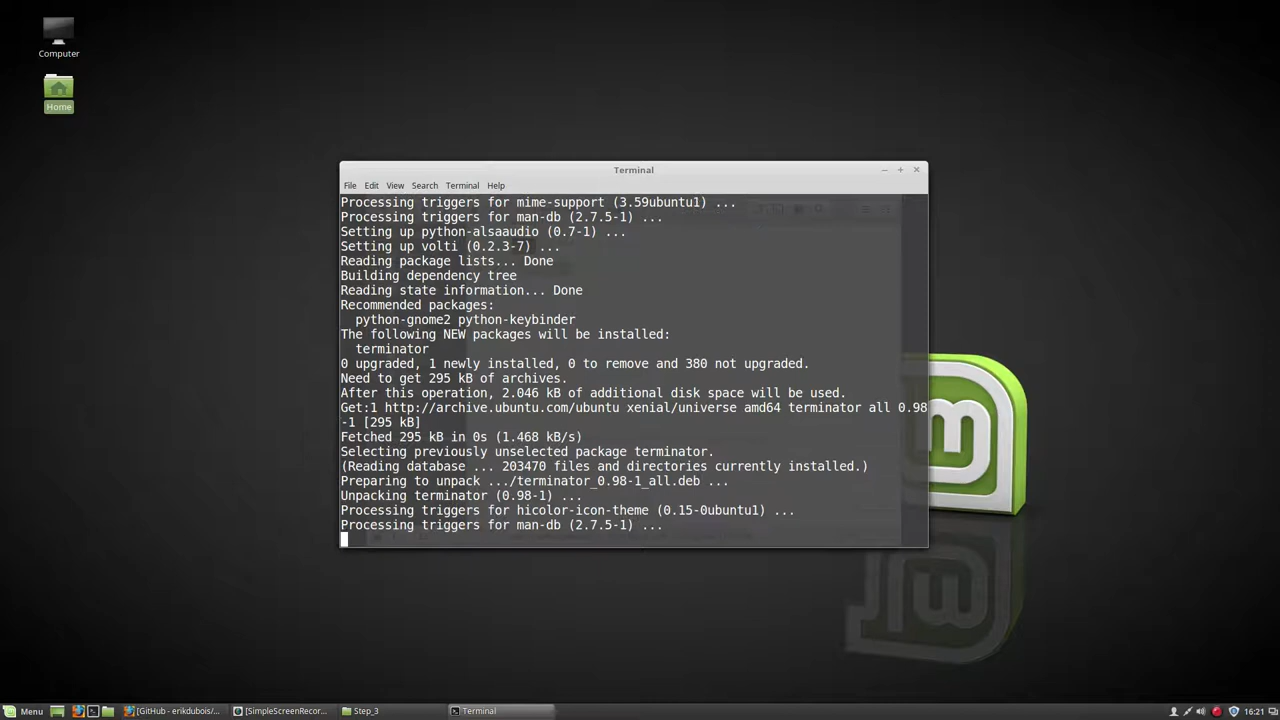 Computer
Home
Terminal
File Edit View Search Terminal Help
Processing triggers for mime-support (3.59ubuntu1) ...
Processing triggers for man-db (2.7.5-1) ...
Setting up python-alsaaudio (0.7-1) ...
Setting up volti (0.2.3-7) ...
Reading package lists... Done
Building dependency tree
Reading state information... Done
Recommended packages:
  python-gnome2 python-keybinder
The following NEW packages will be installed:
  terminator
0 upgraded, 1 newly installed, 0 to remove and 380 not upgraded.
Need to get 295 kB of archives.
After this operation, 2.046 kB of additional disk space will be used.
Get:1 http://archive.ubuntu.com/ubuntu xenial/universe amd64 terminator all 0.98
-1 [295 kB]
Fetched 295 kB in 0s (1.468 kB/s)
Selecting previously unselected package terminator.
(Reading database ... 203470 files and directories currently installed.)
Preparing to unpack .../terminator_0.98-1_all.deb ...
Unpacking terminator (0.98-1) ...
Processing triggers for hicolor-icon-theme (0.15-0ubuntu1) ...
Processing triggers for man-db (2.7.5-1) ...
Menu [GitHub - erikdubois/... [SimpleScreenRecor... Step_3 Terminal 16:21